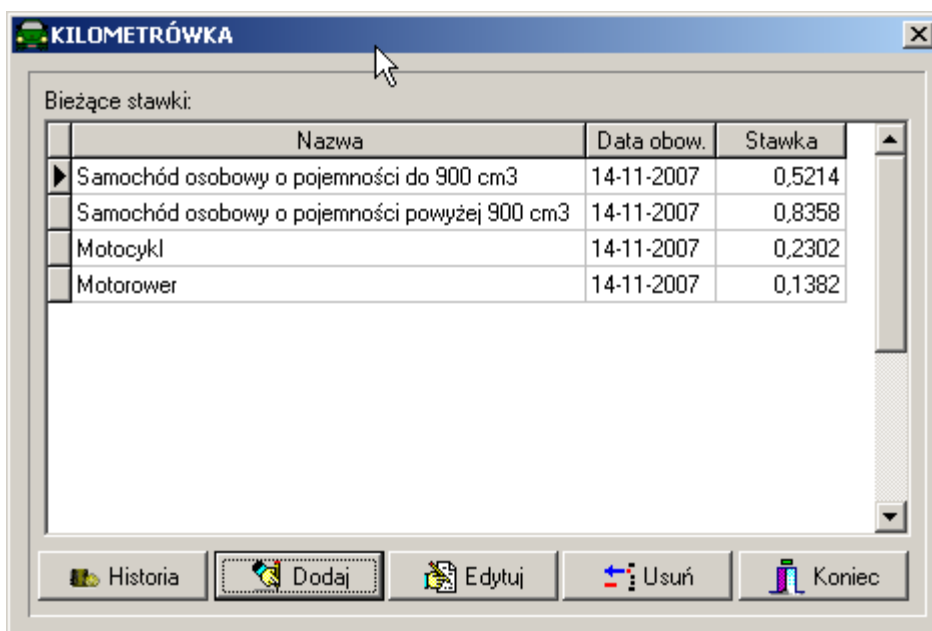 KILOMETRÓWKA
Bieżące stawki:
Nazwa Data obow. Stawka
Samochód osobowy o pojemności do 900 cm3 14-11-2007 0,5214
Samochód osobowy o pojemności powyżej 900 cm3 14-11-2007 0,8358
Motocykl 14-11-2007 0,2302
Motorower 14-11-2007 0,1382
Historia Dodaj Edytuj Usuń Koniec